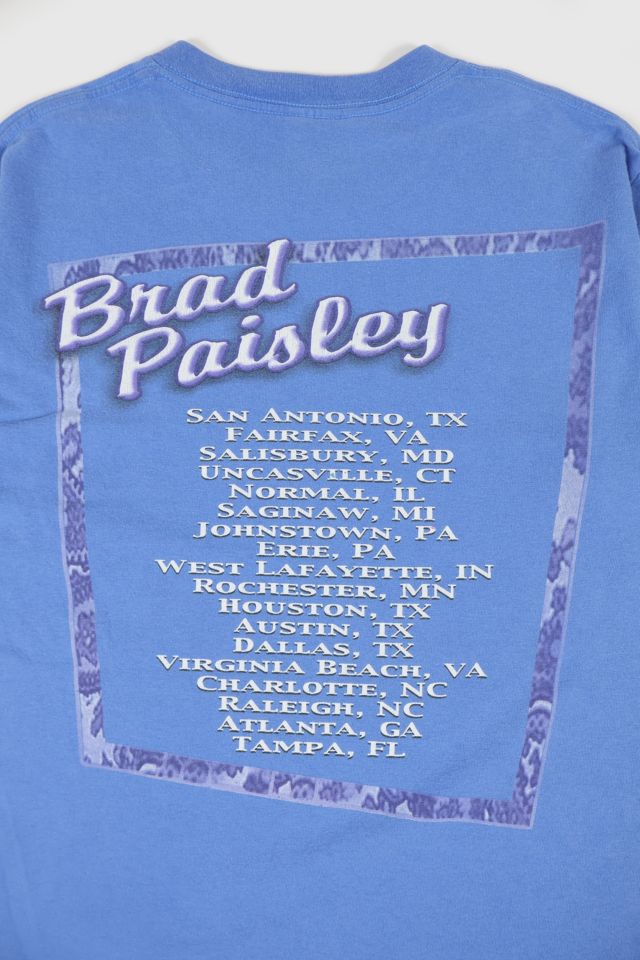 Brad
Paisley
San Antonio, TX
Fairfax, VA
Salisbury, MD
Uncasville, CT
Normal, IL
Saginaw, MI
Johnstown, PA
Erie, PA
West Lafayette, IN
Rochester, MN
Houston, TX
Austin, TX
Dallas, TX
Virginia Beach, VA
Charlotte, NC
Raleigh, NC
Atlanta, GA
Tampa, FL